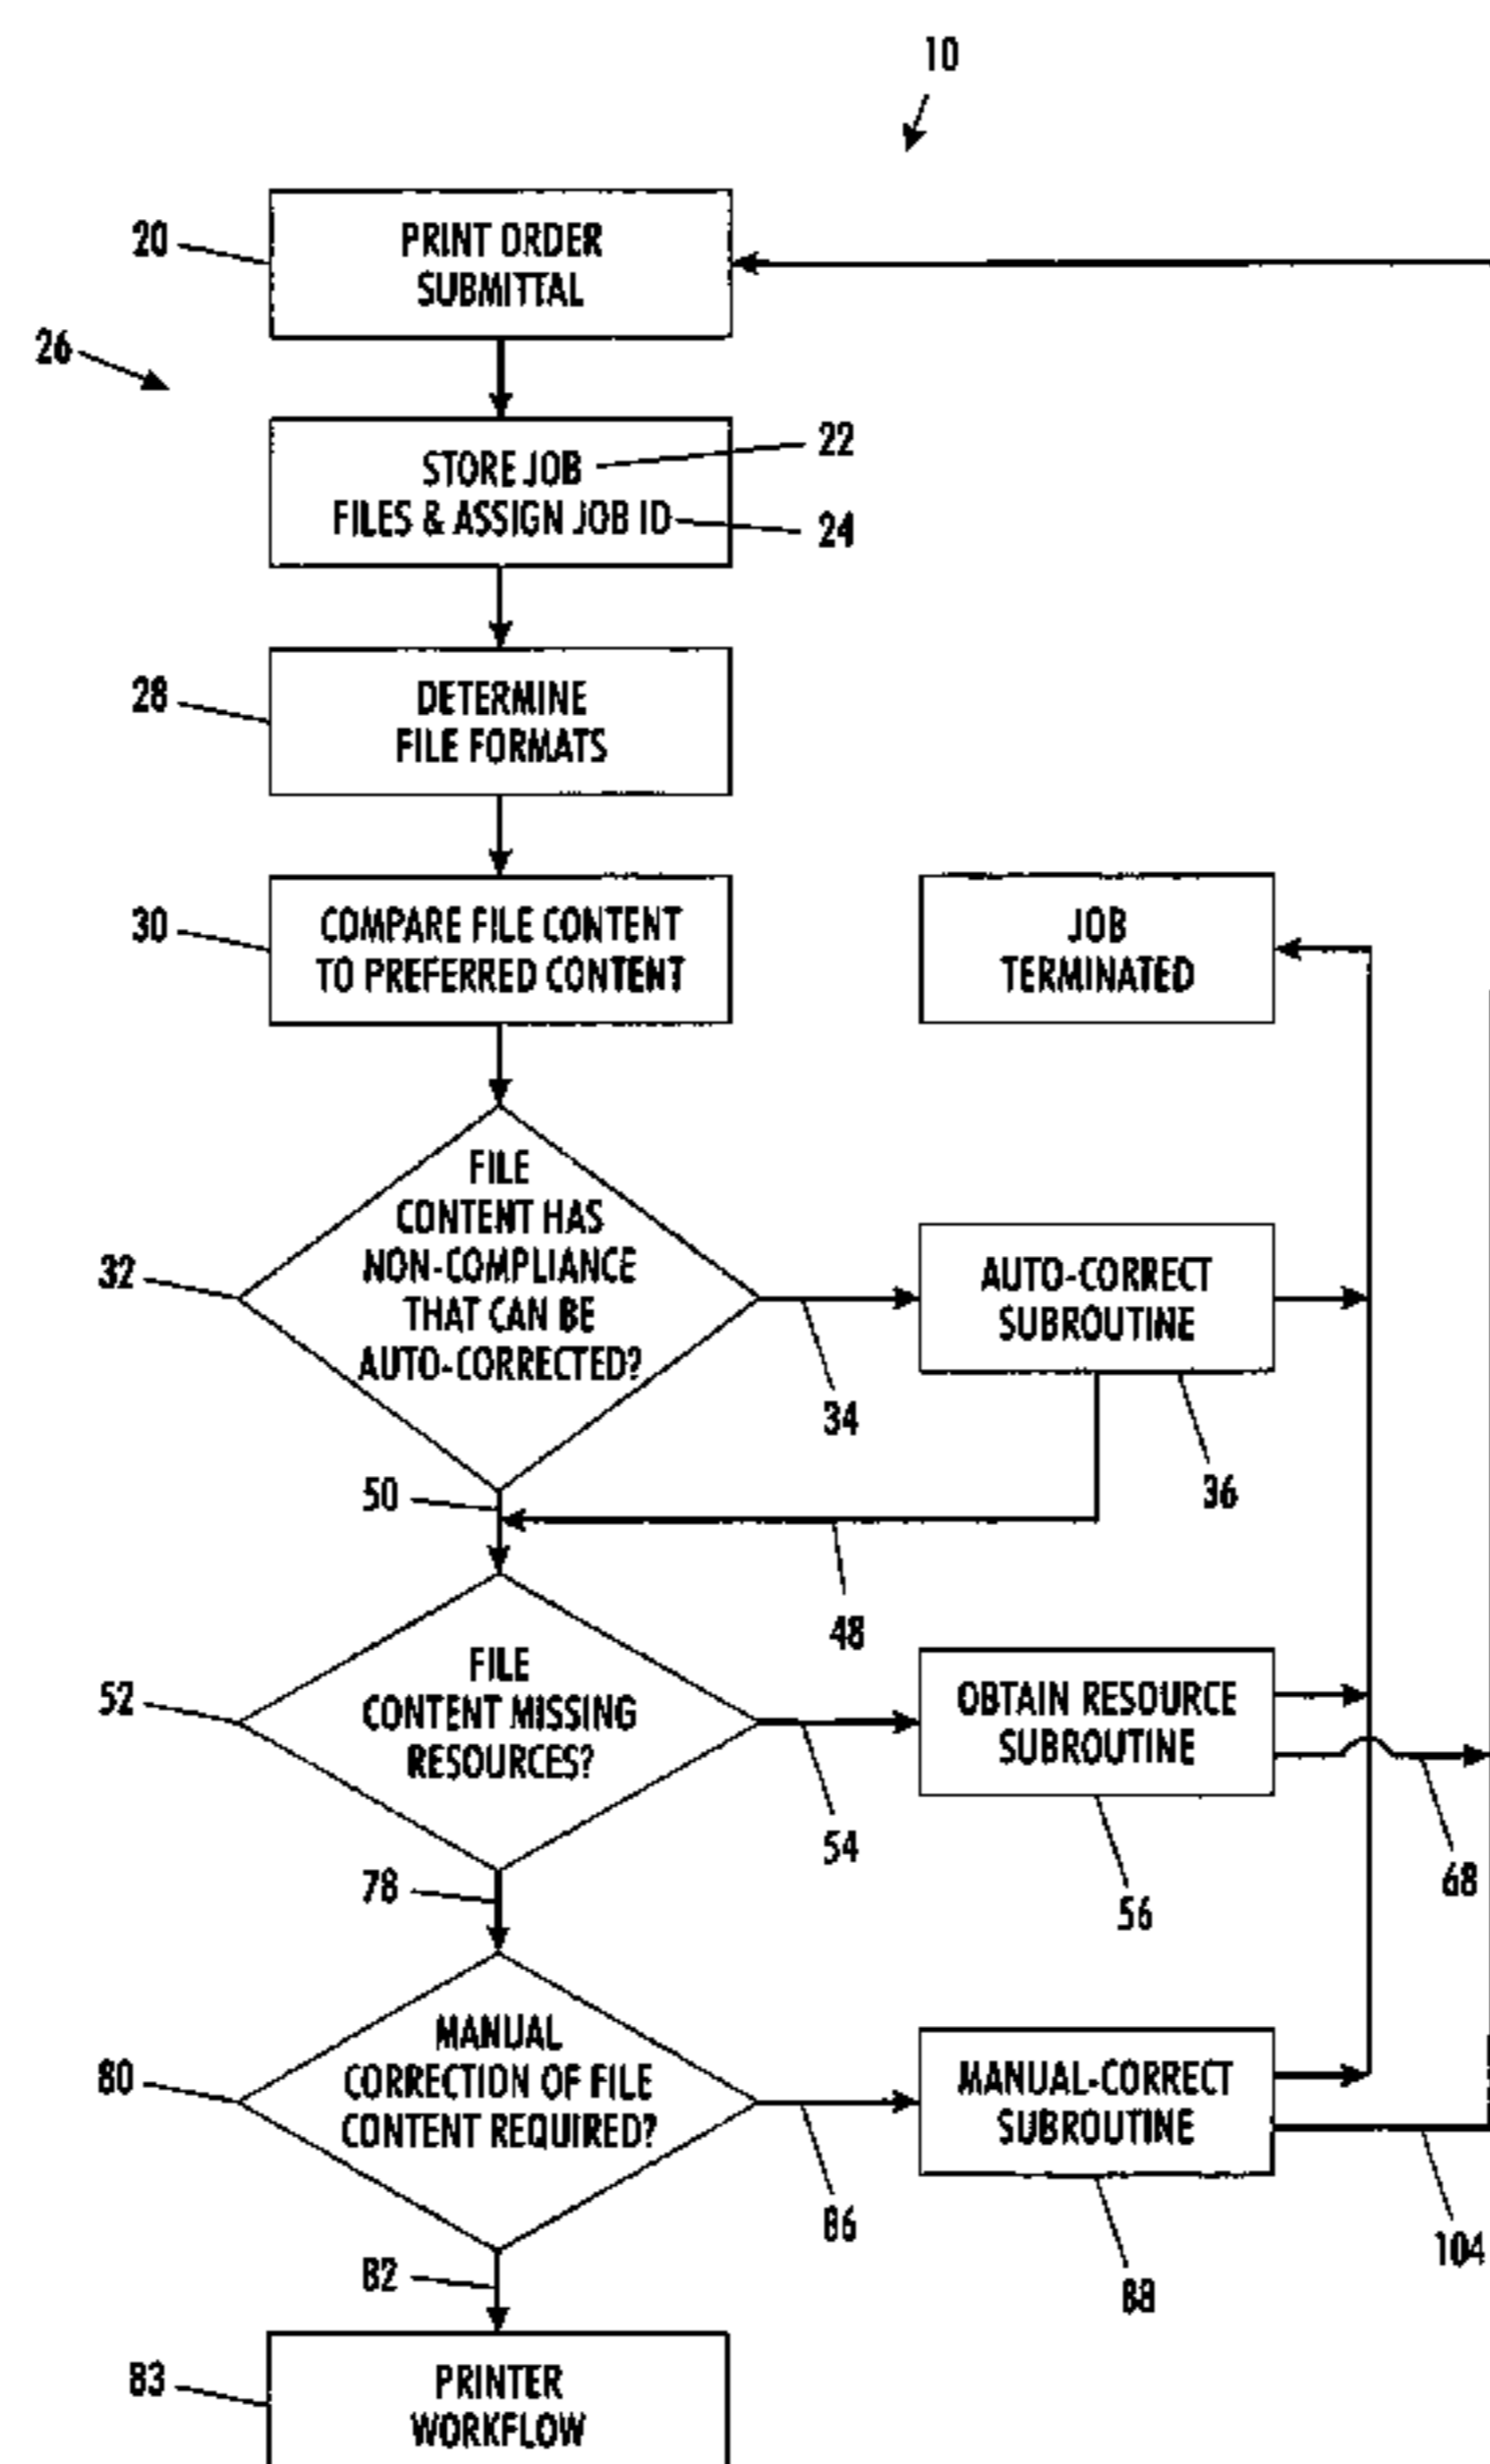 10
20
PRINT ORDER
SUBMITTAL
26
STORE JOB
22
FILES & ASSIGN JOB ID
24
28
DETERMINE
FILE FORMATS
30
COMPARE FILE CONTENT
TO PREFERRED CONTENT
JOB
TERMINATED
32
FILE
CONTENT HAS
NON-COMPLIANCE
THAT CAN BE
AUTO-CORRECTED?
34
AUTO-CORRECT
SUBROUTINE
36
50
48
52
FILE
CONTENT MISSING
RESOURCES?
54
OBTAIN RESOURCE
SUBROUTINE
56
68
78
80
MANUAL
CORRECTION OF FILE
CONTENT REQUIRED?
86
MANUAL-CORRECT
SUBROUTINE
88
104
82
83
PRINTER
WORKFLOW